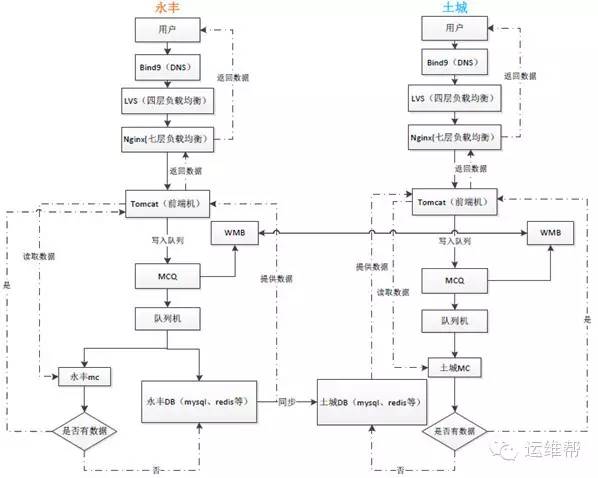 永丰
土城
用户
用户
返回数据
返回数据
Bind9（DNS）
Bind9（DNS）
LVS（四层负载均衡）
LVS（四层负载均衡）
Nginx(七层负载均衡）
Nginx(七层负载均衡）
返回数据
返回数据
Tomcat（前端机）
Tomcat（前端机）
写入队列
写入队列
WMB
WMB
读取数据
提供数据
提供数据
读取数据
是
是
MCQ
MCQ
队列机
队列机
永丰mc
土城MC
永丰DB（mysql、redis等）
同步
土城DB（mysql、redis等）
是否有数据
是否有数据
否
否
运维帮